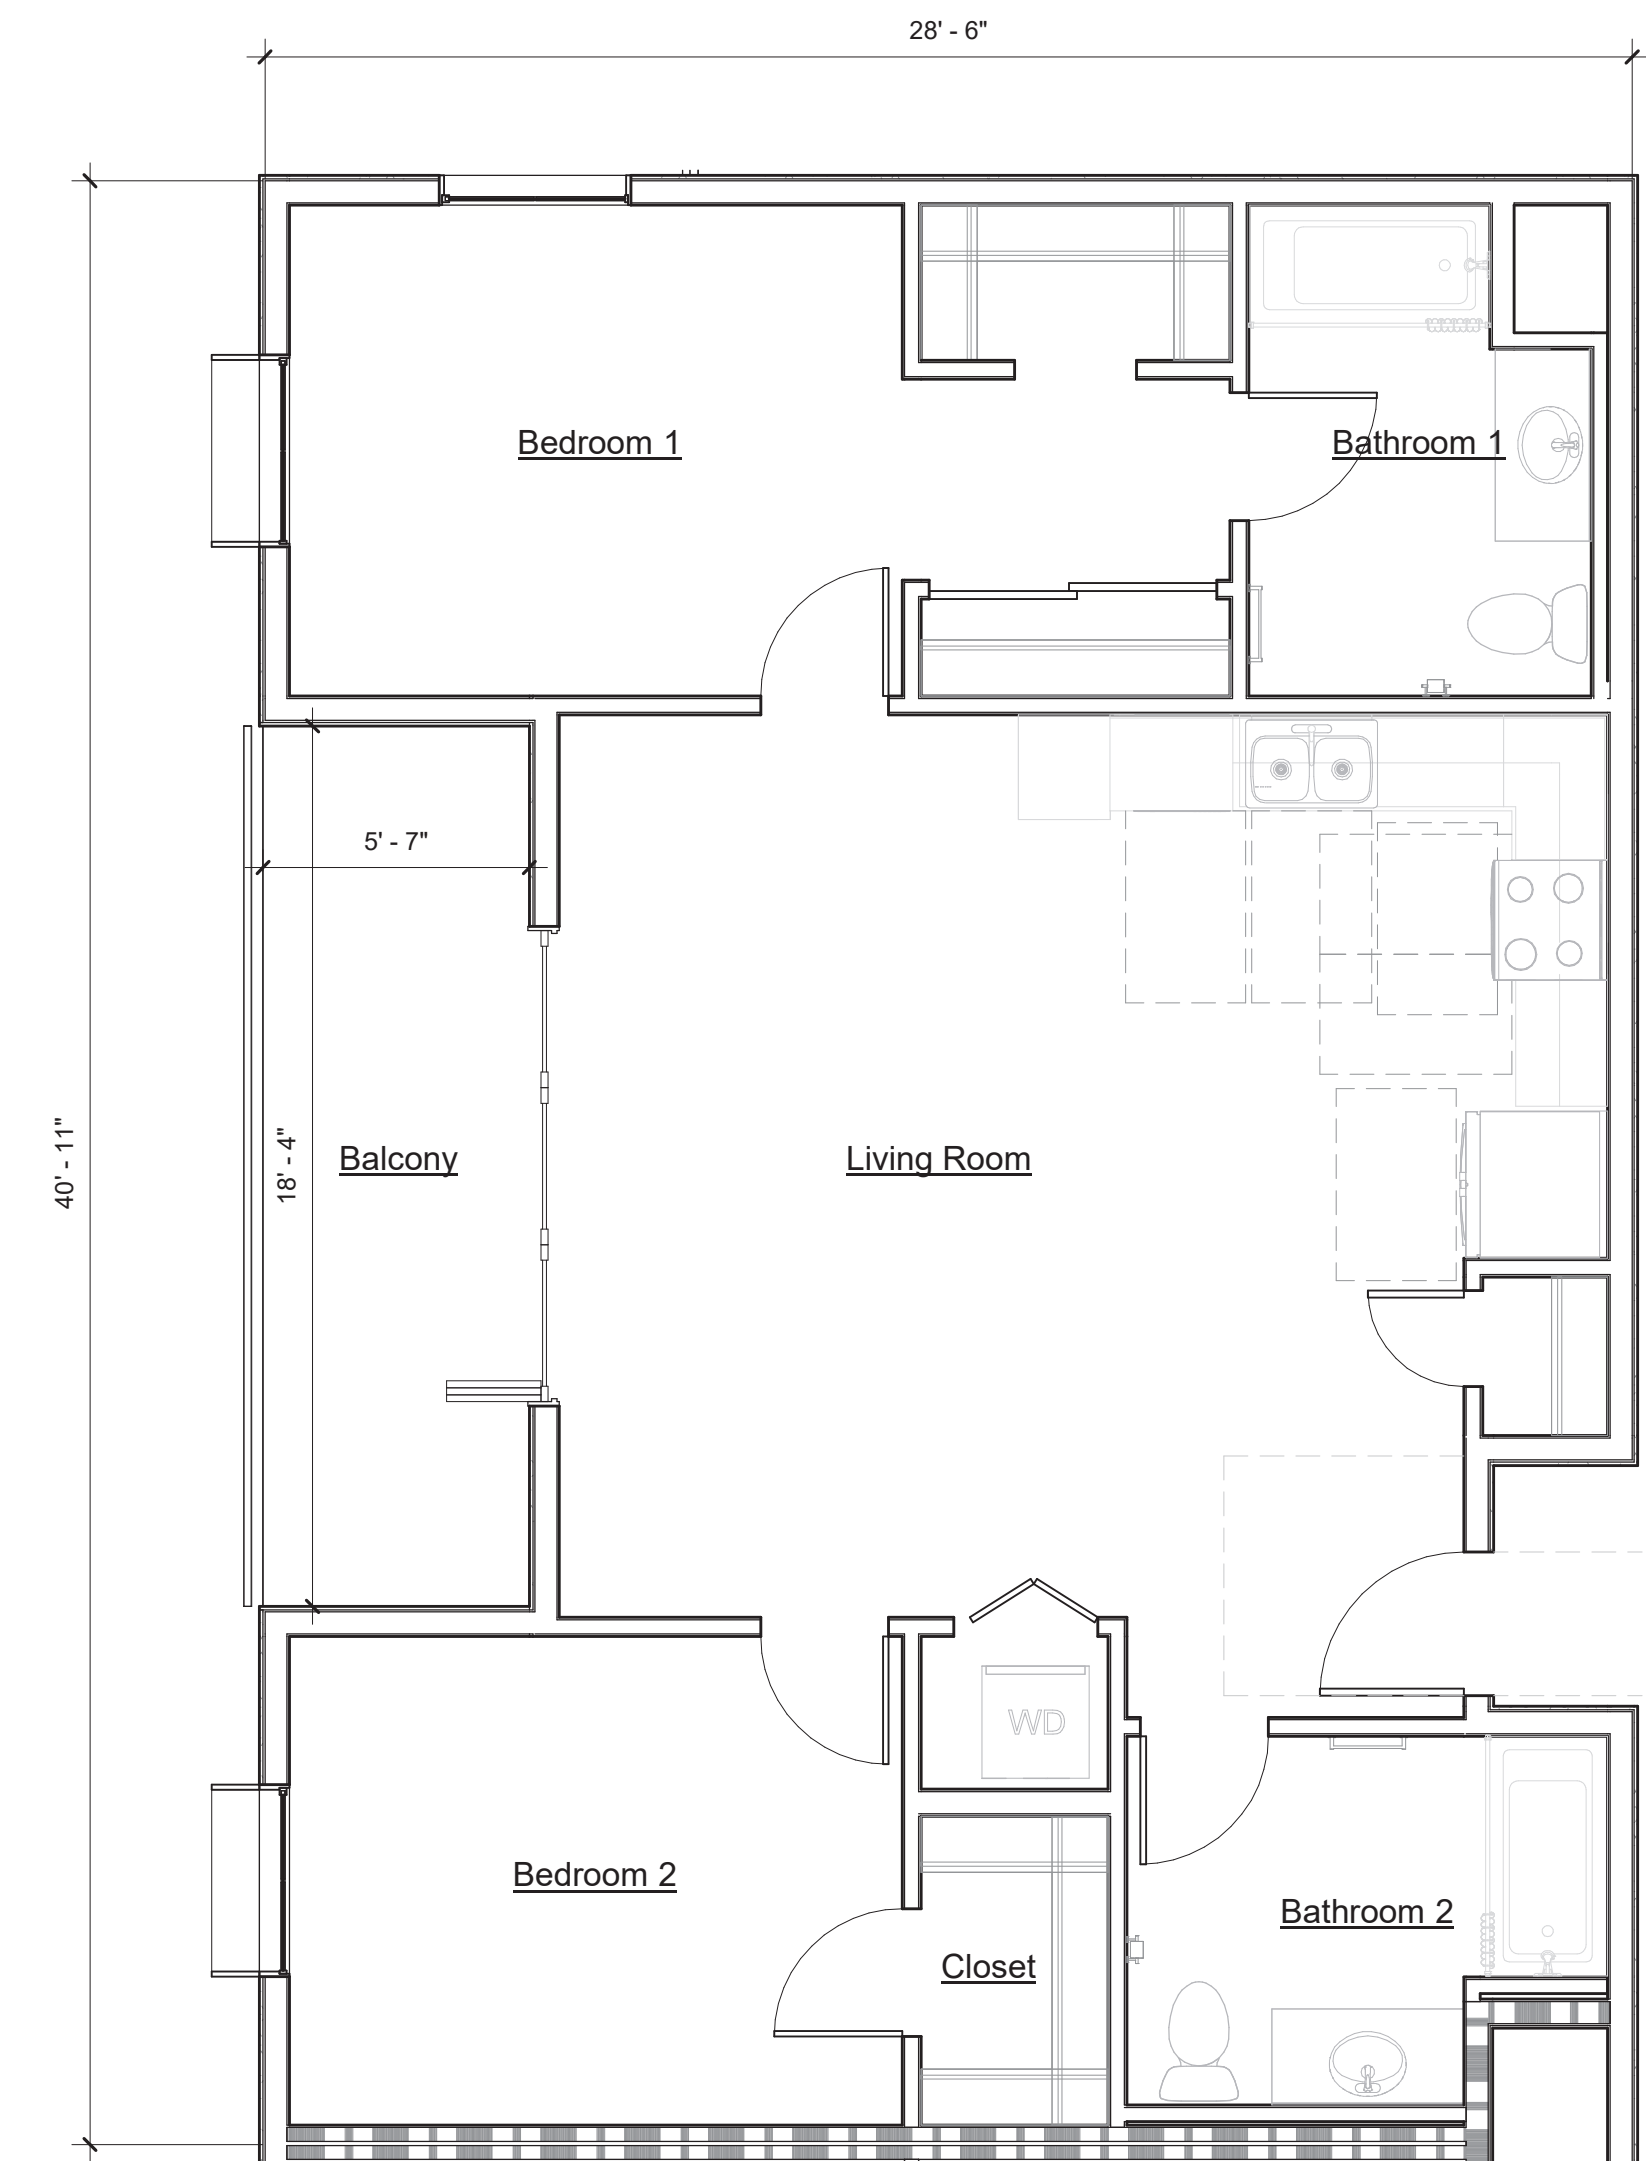 28' - 6"
Bedroom 1
Bathroom 1
5' - 7"
40' - 11"
18' - 4"
Balcony
Living Room
WD
Bedroom 2
Bathroom 2
Closet